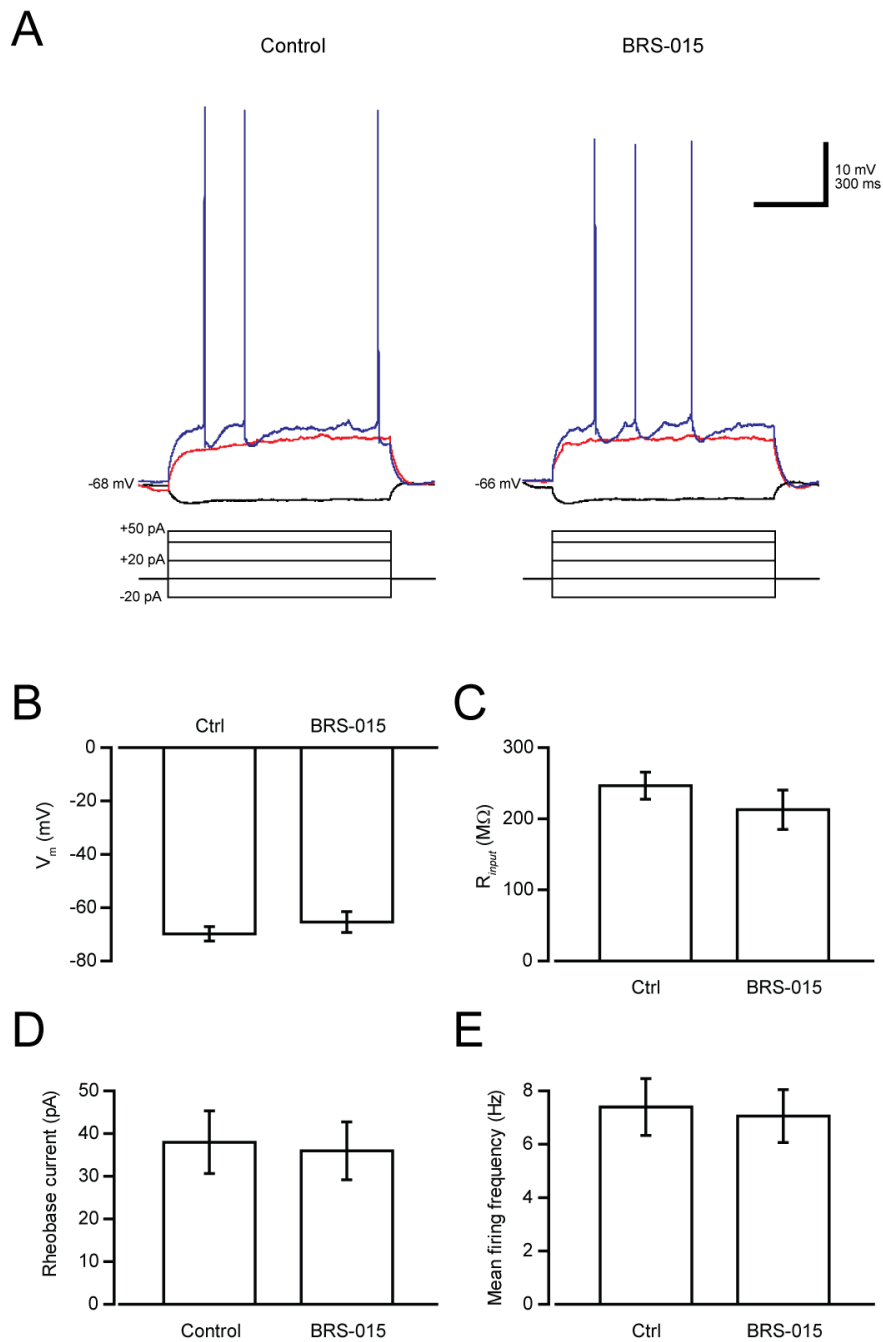 A
Control
BRS-015
10 mV
300 ms
-68 mV
-66 mV
+50 pA
+20 pA
-20 pA
B
Ctrl
BRS-015
0
-20
-40
-60
-80
Vm (mV)
C
300
200
100
0
Rinput (MΩ)
Ctrl
BRS-015
D
50
40
30
20
10
0
Rheobase current (pA)
Control
BRS-015
E
8
6
4
2
0
Mean firing frequency (Hz)
Ctrl
BRS-015